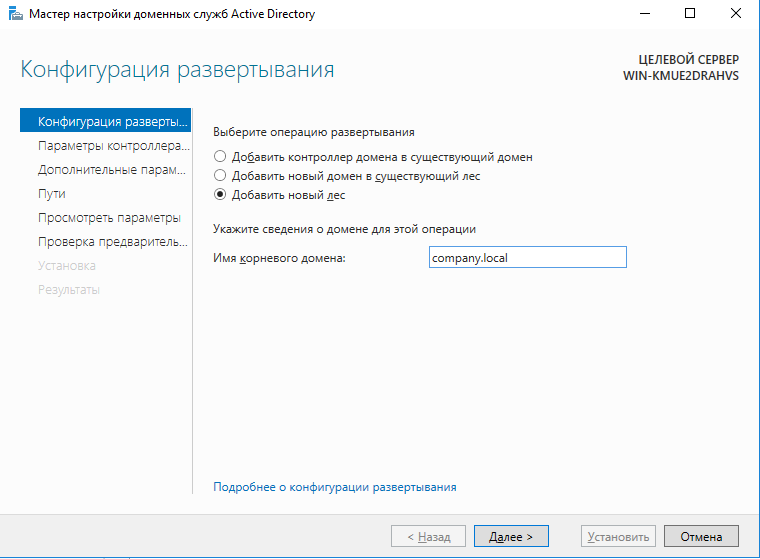 Мастер настройки доменных служб Active Directory
Конфигурация развертывания
ЦЕЛЕВОЙ СЕРВЕР
WIN-KMUE2DRAHVS
Конфигурация разверты...
Параметры контроллера...
Дополнительные парам...
Пути
Просмотреть параметры
Проверка предваритель...
Установка
Результаты
Выберите операцию развертывания
Добавить контроллер домена в существующий домен
Добавить новый домен в существующий лес
Добавить новый лес
Укажите сведения о домене для этой операции
Имя корневого домена: company.local
Подробнее о конфигурации развертывания
< Назад Далее > Установить Отмена